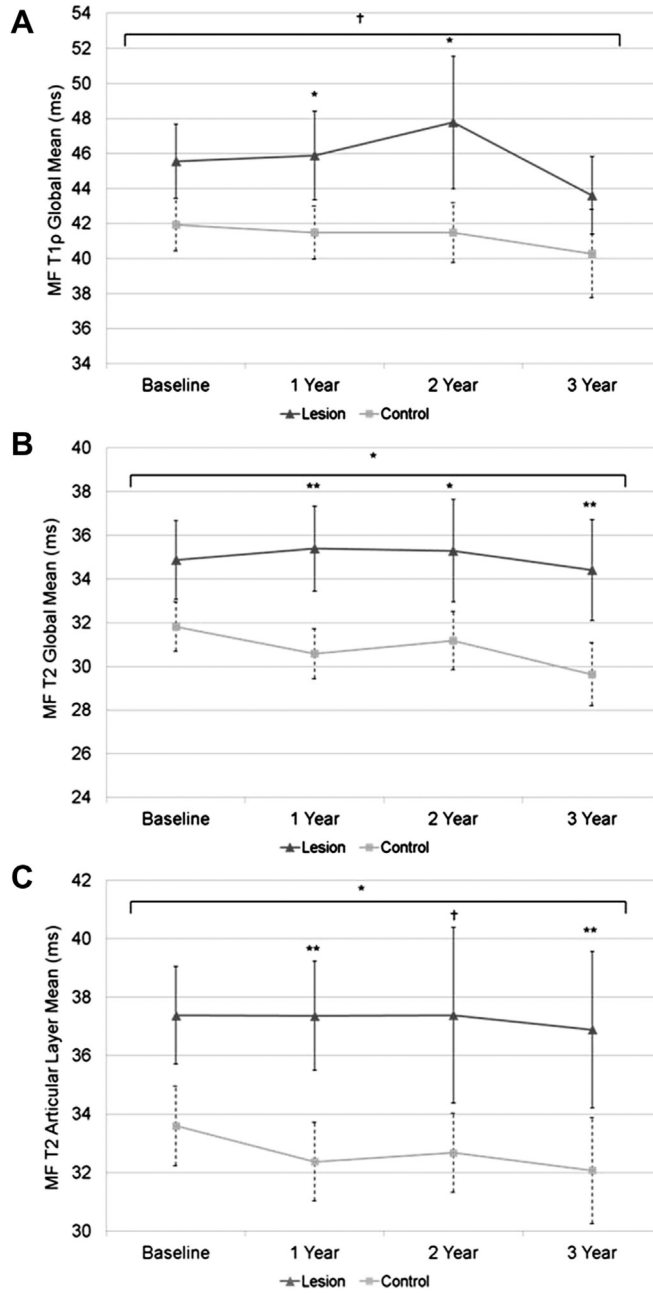 A
MF T1ρ Global Mean (ms)
54
52
50
48
46
44
42
40
38
36
34
†
*
*
Baseline 1 Year 2 Year 3 Year
Lesion Control
B
MF T2 Global Mean (ms)
40
38
36
34
32
30
28
26
24
*
** * **
Baseline 1 Year 2 Year 3 Year
Lesion Control
C
MF T2 Articular Layer Mean (ms)
42
40
38
36
34
32
30
*
** † **
Baseline 1 Year 2 Year 3 Year
Lesion Control